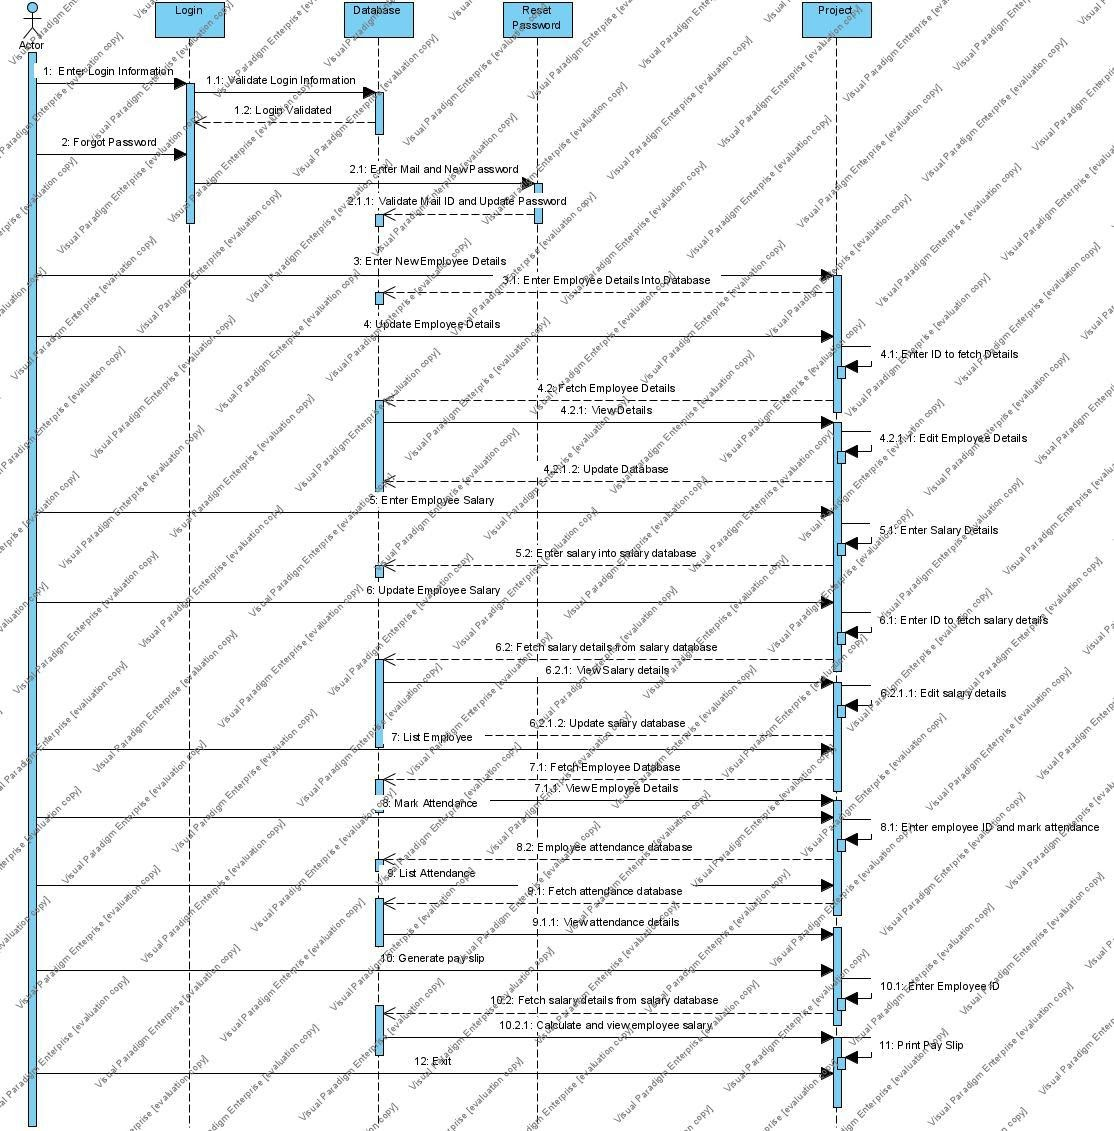 Login
Database
Reset
Password
Project
Actor
1: Enter Login Information
1.1: Validate Login Information
1.2: Login Validated
2: Forgot Password
2.1: Enter Mail and New Password
2.1.1: Validate Mail ID and Update Password
3: Enter New Employee Details
3.1: Enter Employee Details Into Database
4: Update Employee Details
4.1: Enter ID to fetch Details
4.2: Fetch Employee Details
4.2.1: View Details
4.2.1.1: Edit Employee Details
4.2.1.2: Update Database
5: Enter Employee Salary
5.1: Enter Salary Details
5.2: Enter salary into salary database
6: Update Employee Salary
6.1: Enter ID to fetch salary details
6.2: Fetch salary details from salary database
6.2.1: View Salary details
6.2.1.1: Edit salary details
6.2.1.2: Update salary database
7: List Employee
7.1: Fetch Employee Database
7.1.1: View Employee Details
8: Mark Attendance
8.1: Enter employee ID and mark attendance
8.2: Employee attendance database
9: List Attendance
9.1: Fetch attendance database
9.1.1: View attendance details
10: Generate pay slip
10.1: Enter Employee ID
10.2: Fetch salary details from salary database
10.2.1: Calculate and view employee salary
11: Print Pay Slip
12: Exit
Visual Paradigm Enterprise [evaluation copy]